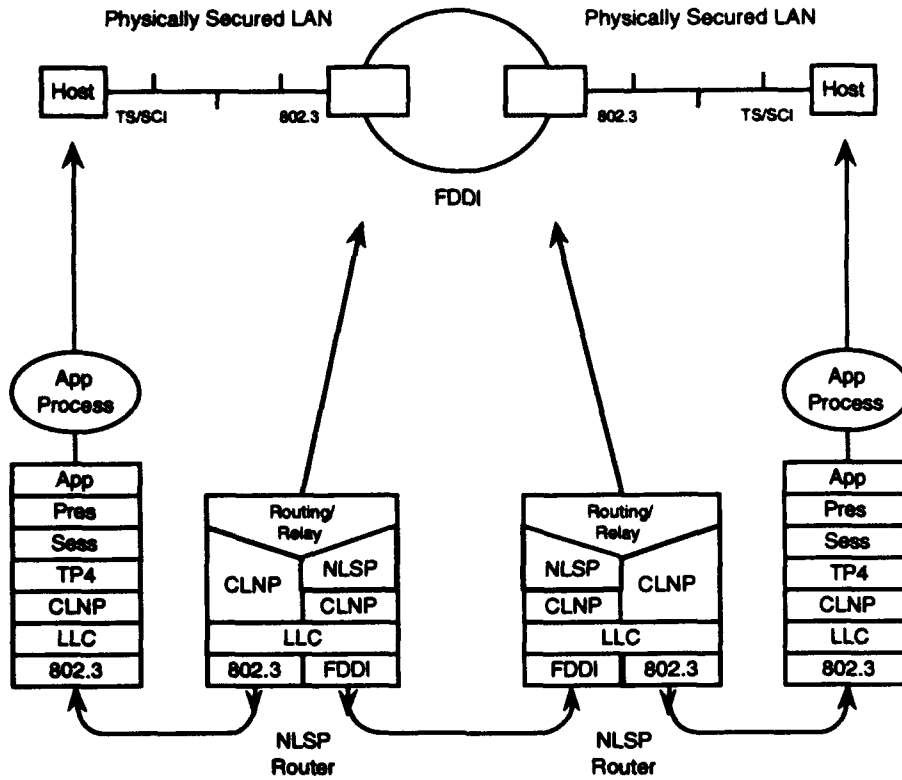 Physically Secured LAN
Physically Secured LAN
Host
TS/SCI
802.3
802.3
TS/SCI
Host
FDDI
App
Process
App
Process
App
Pres
Sess
TP4
CLNP
LLC
802.3
Routing/
Relay
CLNP
NLSP
CLNP
LLC
802.3
FDDI
NLSP
Router
Routing/
Relay
NLSP
CLNP
CLNP
LLC
FDDI
802.3
NLSP
Router
App
Pres
Sess
TP4
CLNP
LLC
802.3